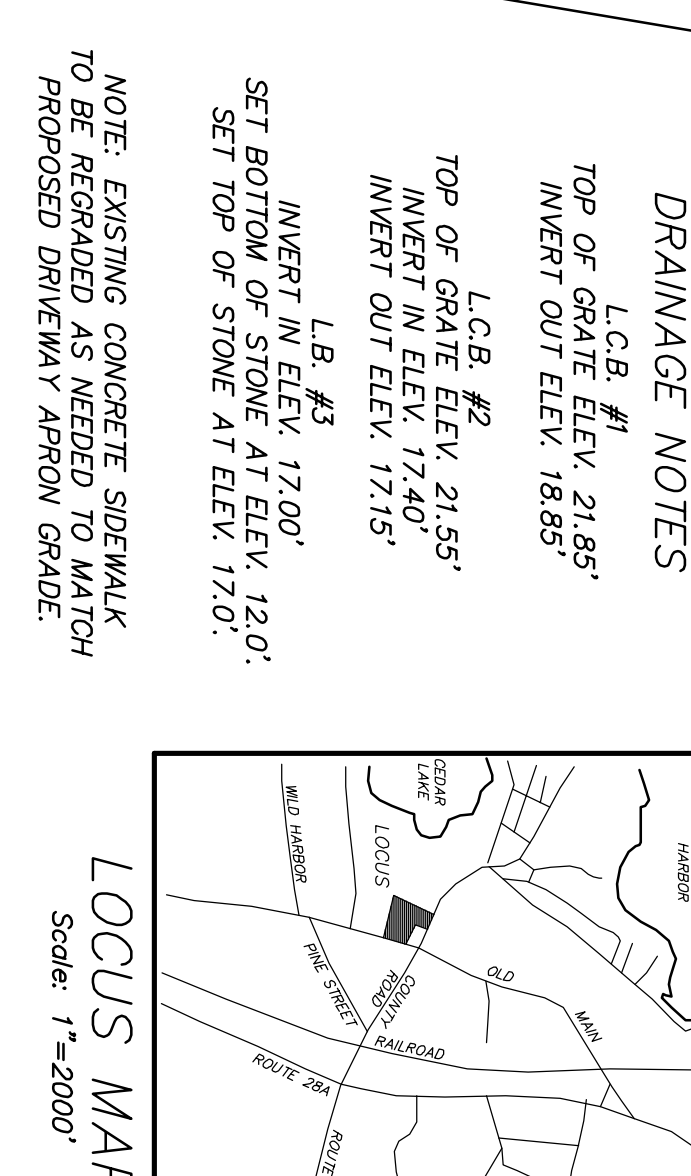 DRAINAGE NOTES
L.C.B. #1
TOP OF GRATE ELEV. 21.85'
INVERT OUT ELEV. 18.85'
L.C.B. #2
TOP OF GRATE ELEV. 21.55'
INVERT IN ELEV. 17.40'
INVERT OUT ELEV. 17.15'
L.B. #3
INVERT IN ELEV. 17.00'
SET BOTTOM OF STONE AT ELEV. 12.0'.
SET TOP OF STONE AT ELEV. 17.0'.
NOTE: EXISTING CONCRETE SIDEWALK
TO BE REGRADED AS NEEDED TO MATCH
PROPOSED DRIVEWAY APRON GRADE.
HARBOR
CEDAR
LAKE
LOCUS
WILD HARBOR
OLD
MAIN
COUNTY
ROAD
PINE STREET
RAILROAD
ROUTE 28A
ROUTE
LOCUS MAP
Scale: 1"=2000'